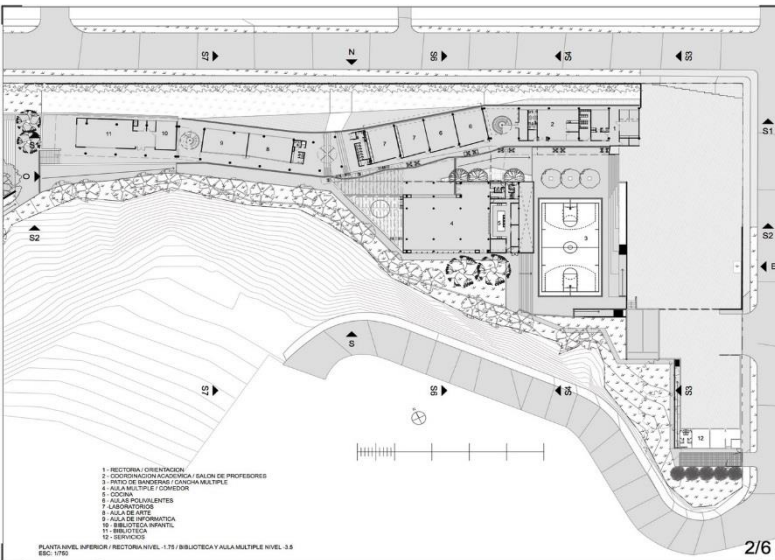 S7
N
S6
S4
S3
11
10
9
8
7
7
6
6
2
1
S1
S1
O
S2
S2
4
5
3
E
S
S7
S6
S4
S3
12
1 - RECTORIA / ORIENTACION
2 - COORDINACION ACADEMICA / SALON DE PROFESORES
3 - PATIO DE BANDERAS / CANCHA MULTIPLE
4 - AULA MULTIPLE / COMEDOR
5 - COCINA
6 - AULAS POLIVALENTES
7 -LABORATORIOS
8 - AULA DE ARTE
9 - AULA DE INFORMATICA
10 - BIBLIOTECA INFANTIL
11 - BIBLIOTECA
12 - SERVICIOS
PLANTA NIVEL INFERIOR / RECTORIA NIVEL -1.75 / BIBLIOTECA Y AULA MULTIPLE NIVEL -3.5
ESC: 1/750
2/6